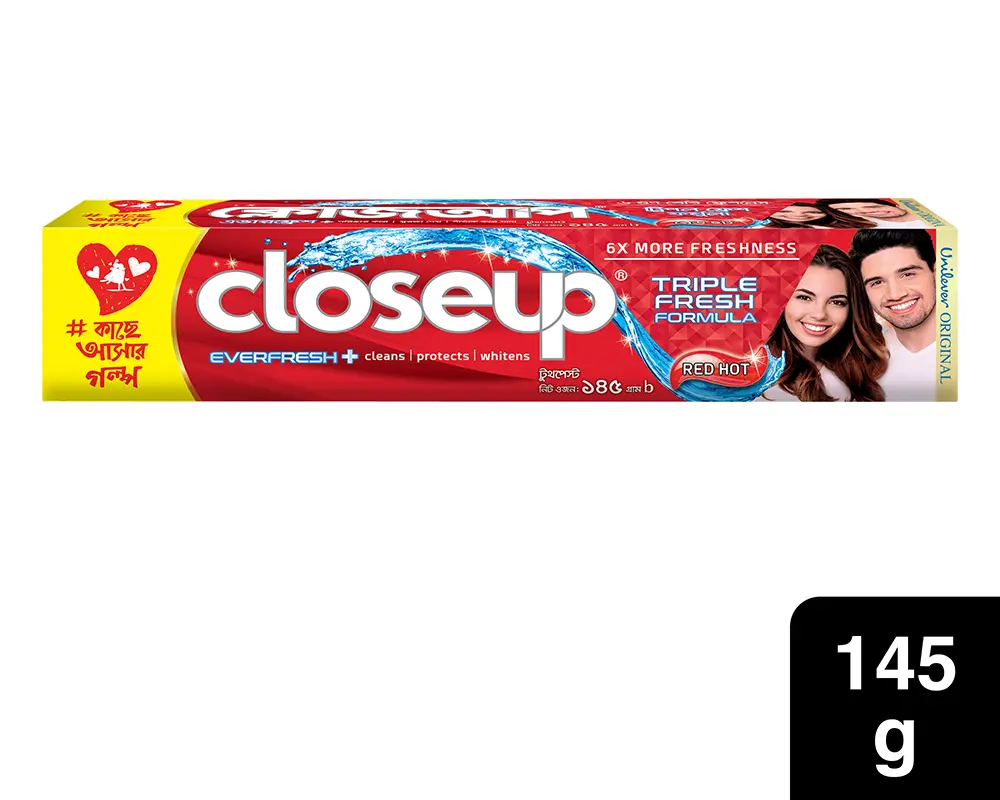 ক্লোজআপ
closeup®
EVERFRESH + cleans | protects | whitens
টুথপেস্ট
নিট ওজন: ১৪৫ গ্রাম b
6X MORE FRESHNESS
TRIPLE
FRESH
FORMULA
RED HOT
# কাছে
আসার
গল্প
Unilever ORIGINAL
145
g